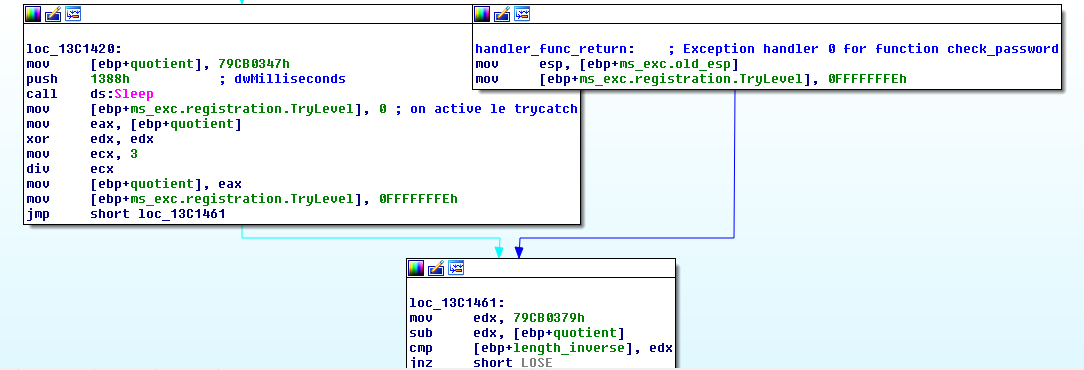 loc_13C1420:
mov [ebp+quotient], 79CB0347h
push 1388h ; dwMilliseconds
call ds:Sleep
mov [ebp+ms_exc.registration.TryLevel], 0 ; on active le trycatch
mov eax, [ebp+quotient]
xor edx, edx
mov ecx, 3
div ecx
mov [ebp+quotient], eax
mov [ebp+ms_exc.registration.TryLevel], 0FFFFFFFEh
jmp short loc_13C1461
handler_func_return: ; Exception handler 0 for function check_password
mov esp, [ebp+ms_exc.old_esp]
mov [ebp+ms_exc.registration.TryLevel], 0FFFFFFFEh
loc_13C1461:
mov edx, 79CB0379h
sub edx, [ebp+quotient]
cmp [ebp+length_inverse], edx
jnz short LOSE